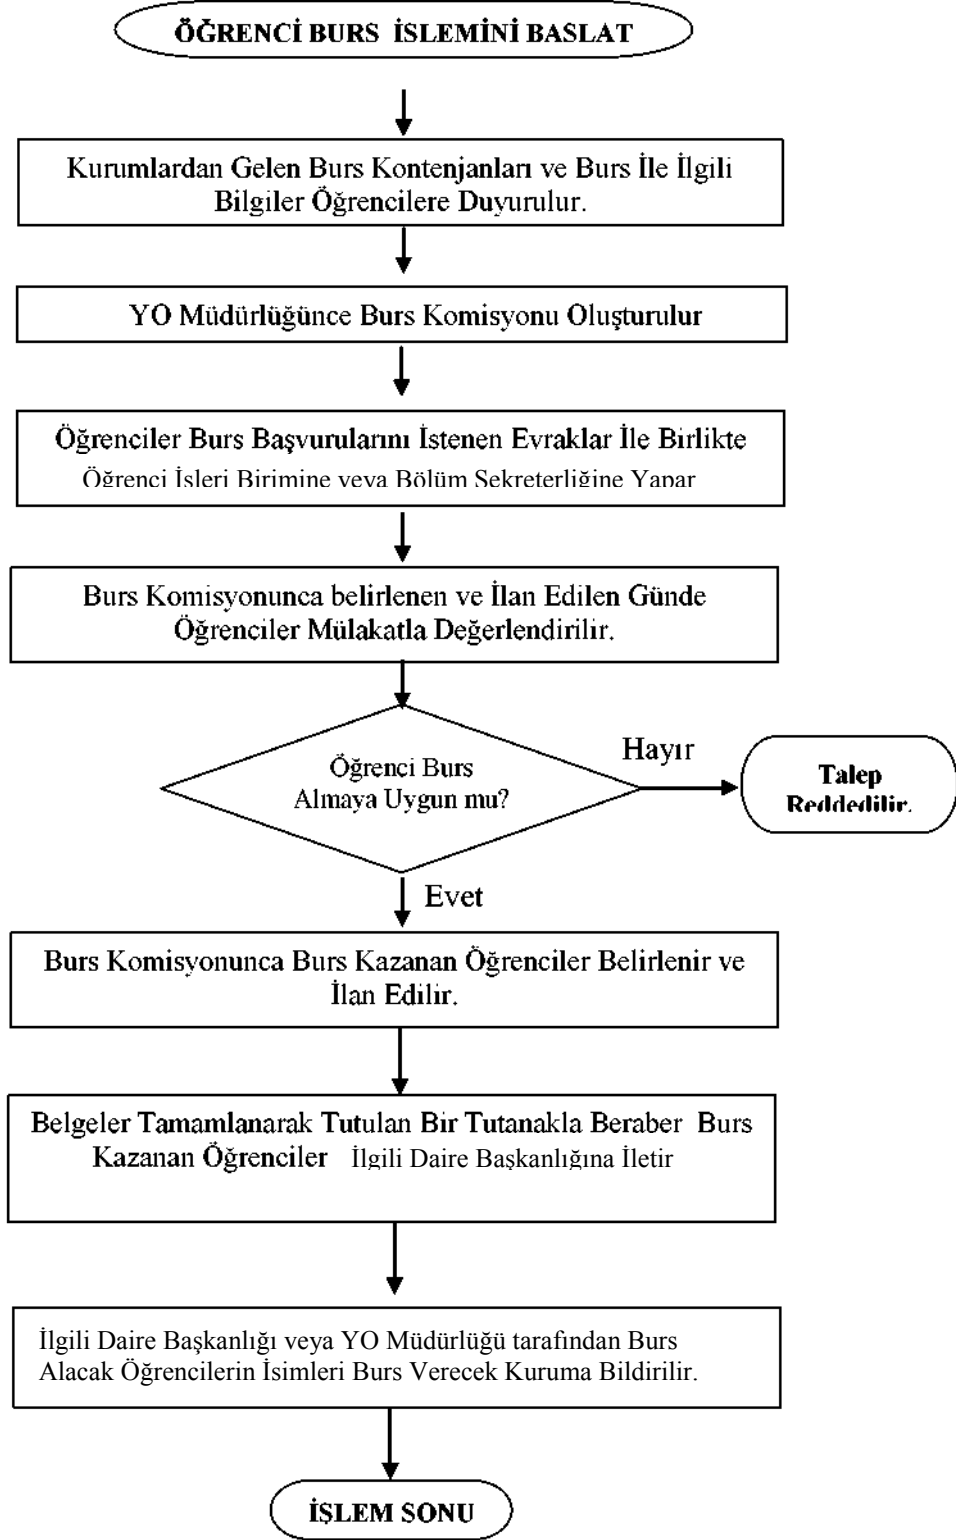 ÖĞRENCİ BURS İSLEMİNİ BASLAT
Kurumlardan Gelen Burs Kontenjanları ve Burs İle İlgili
Bilgiler Öğrencilere Duyurulur.
YO Müdürlüğünce Burs Komisyonu Oluşturulur
Öğrenciler Burs Başvurularını İstenen Evraklar İle Birlikte
Öğrenci İsleri Birimine veya Bölüm Sekreterliğine Yapar
Burs Komisyonunca belirlenen ve İlan Edilen Günde
Öğrenciler Mülakatla Değerlendirilir.
Öğrenci Burs
Almaya Uygun mu?
Hayır
Talep
Reddedilir.
Evet
Burs Komisyonunca Burs Kazanan Öğrenciler Belirlenir ve
İlan Edilir.
Belgeler Tamamlanarak Tutulan Bir Tutanakla Beraber Burs
Kazanan Öğrenciler İlgili Daire Başkanlığına İletir
İlgili Daire Başkanlığı veya YO Müdürlüğü tarafından Burs
Alacak Öğrencilerin İsimleri Burs Verecek Kuruma Bildirilir.
İŞLEM SONU